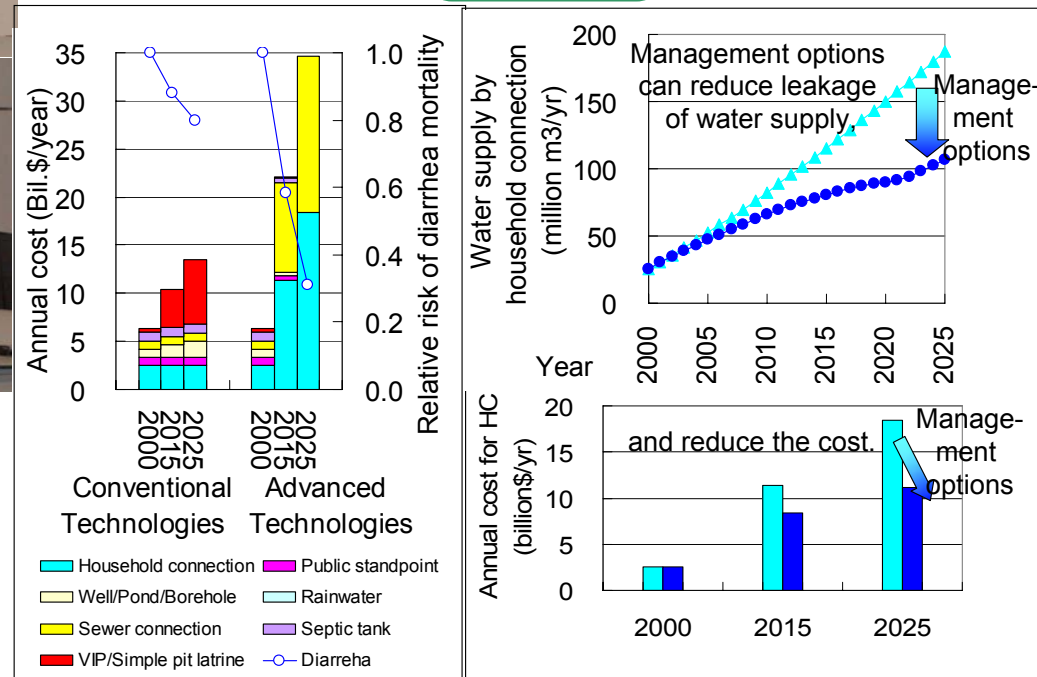 35
30
25
20
15
10
5
0
Annual cost (Bil.$/year)
1.0
0.8
0.6
0.4
0.2
0.0
Relative risk of diarrhea mortality
2000
2015
2025
2000
2015
2025
Conventional
Technologies
Advanced
Technologies
Household connection
Public standpoint
Well/Pond/Borehole
Rainwater
Sewer connection
Septic tank
VIP/Simple pit latrine
Diarreha
Water supply by
household connection
(million m3/yr)
200
150
100
50
0
Management options
can reduce leakage
of water supply,
Manage-
ment
options
Year
2000
2005
2010
2015
2020
2025
Annual cost for HC
(billion$/yr)
20
15
10
5
0
and reduce the cost.
Manage-
ment
options
2000
2015
2025